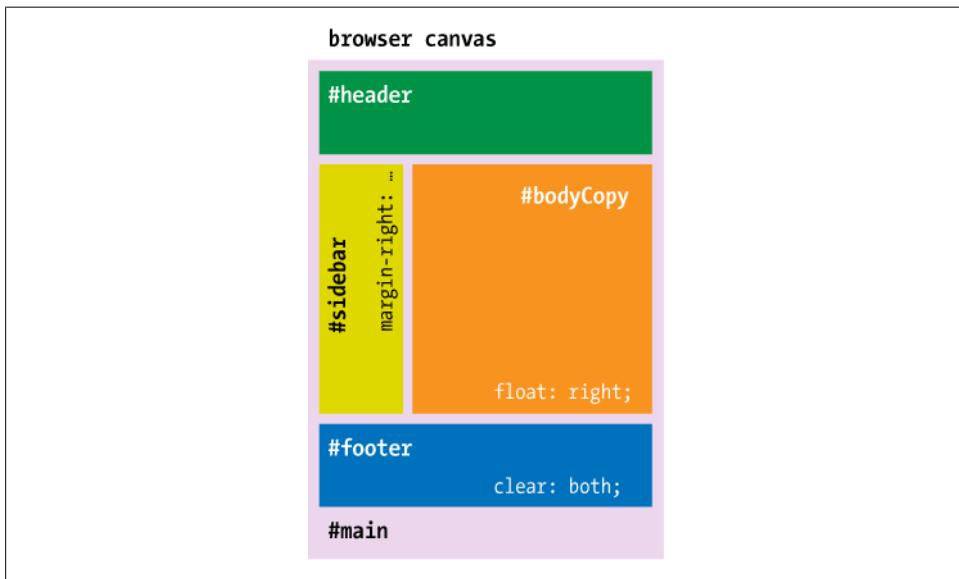 browser canvas
#header
#sidebar
margin-right: …
#bodyCopy
float: right;
#footer
clear: both;
#main